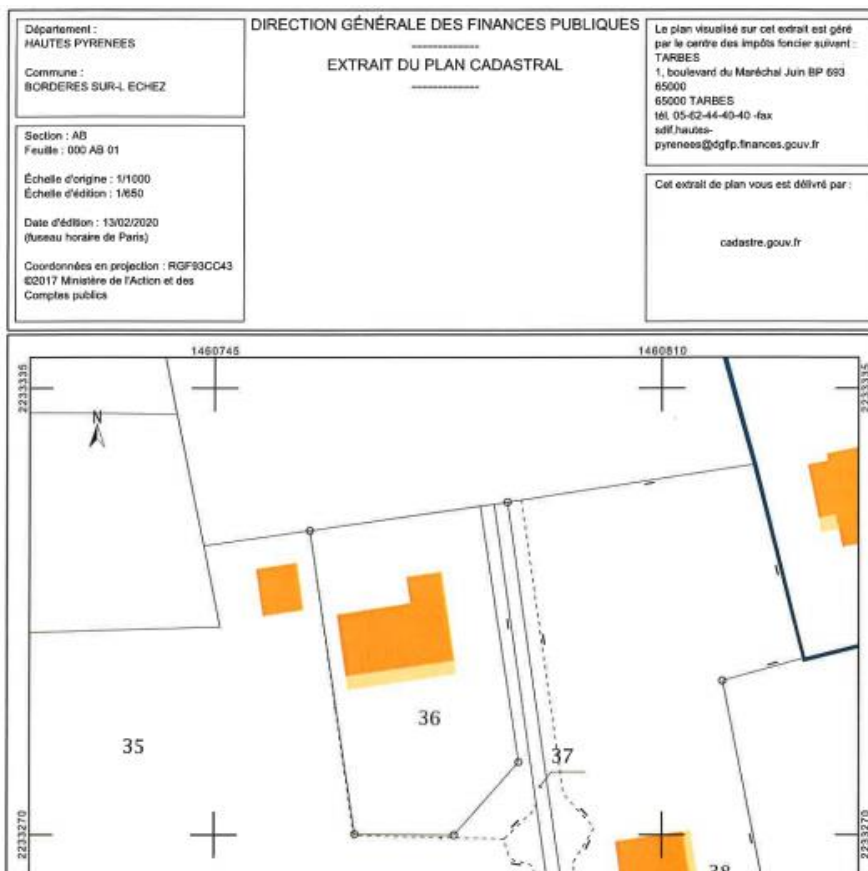 Département :
HAUTES PYRENEES
Commune :
BORDERES SUR-L ECHEZ
Section : AB
Feuille : 000 AB 01
Échelle d'origine : 1/1000
Échelle d'édition : 1/650
Date d'édition : 13/02/2020
(fuseau horaire de Paris)
Coordonnées en projection : RGF93CC43
©2017 Ministère de l'Action et des
Comptes publics
DIRECTION GÉNÉRALE DES FINANCES PUBLIQUES
--------------
EXTRAIT DU PLAN CADASTRAL
--------------
Le plan visualisé sur cet extrait est géré
par le centre des impôts foncier suivant :
TARBES
1, boulevard du Maréchal Juin BP 693
65000
65000 TARBES
tél. 05-62-44-40-40 -fax
sdif.hautes-
pyrenees@dgfip.finances.gouv.fr
Cet extrait de plan vous est délivré par :
cadastre.gouv.fr
1460745
1460810
2233335
2233335
N
36
35
37
2233270
2233270
38